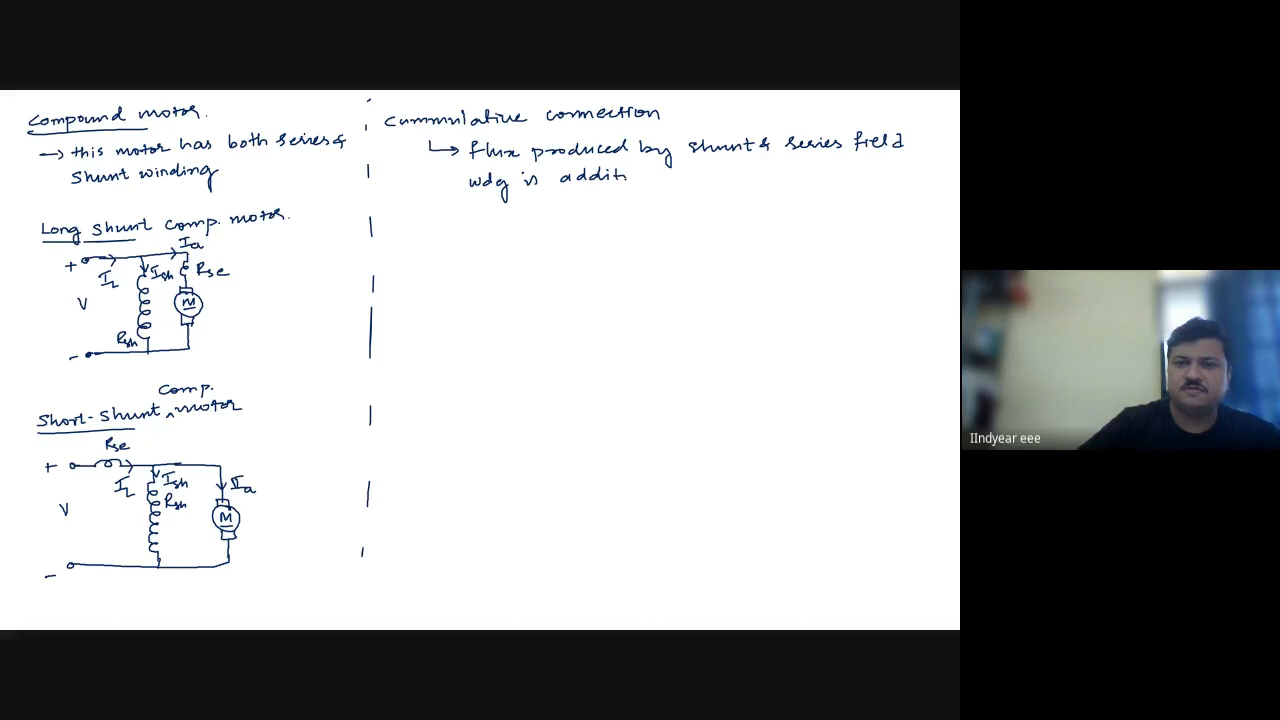 Compound motor.
→ this motor has both series &
shunt winding
Long shunt comp. motor.
Ia
+
IL
Ish
Rse
V
M
Rsh
-
comp.
Short-shunt ^ motor
Rse
+
IL
Ish
Ia
V
Rsh
M
-
Cummulative connection
↳ flux produced by shunt & series field
wdg is addit
IIndyear eee